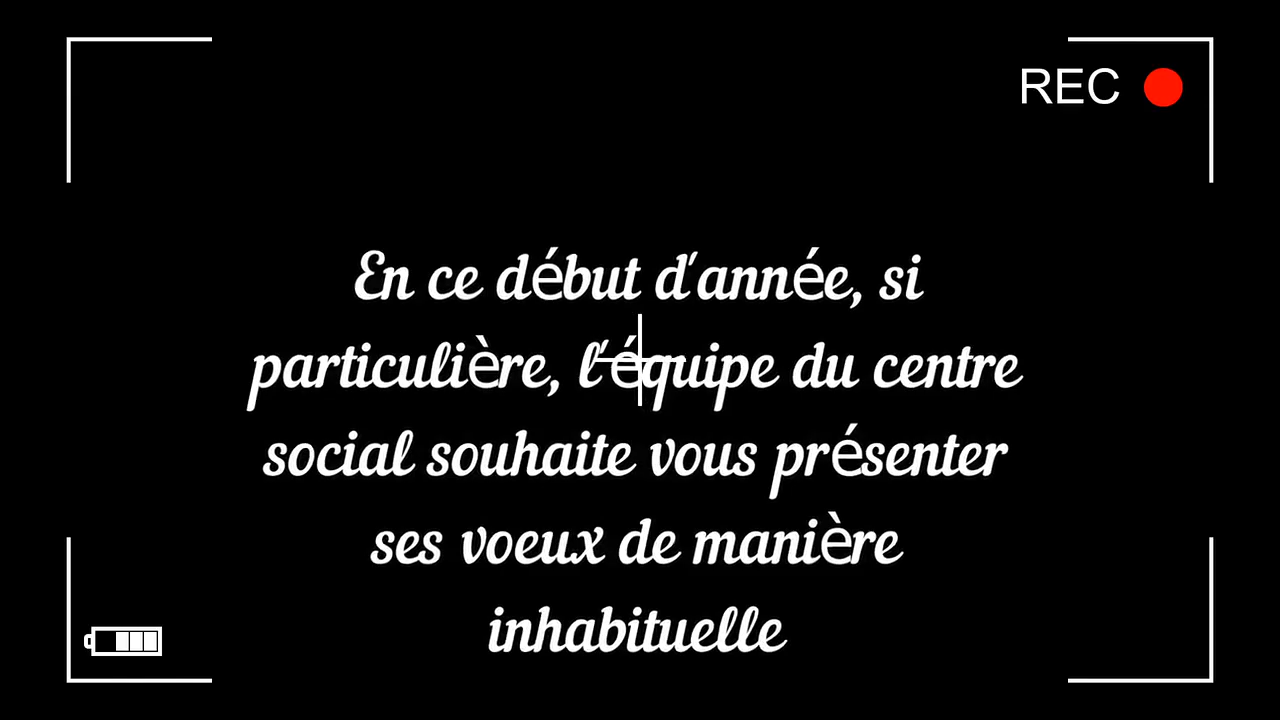 REC
En ce début d'année, si
particulière, l'équipe du centre
social souhaite vous présenter
ses voeux de manière
inhabituelle